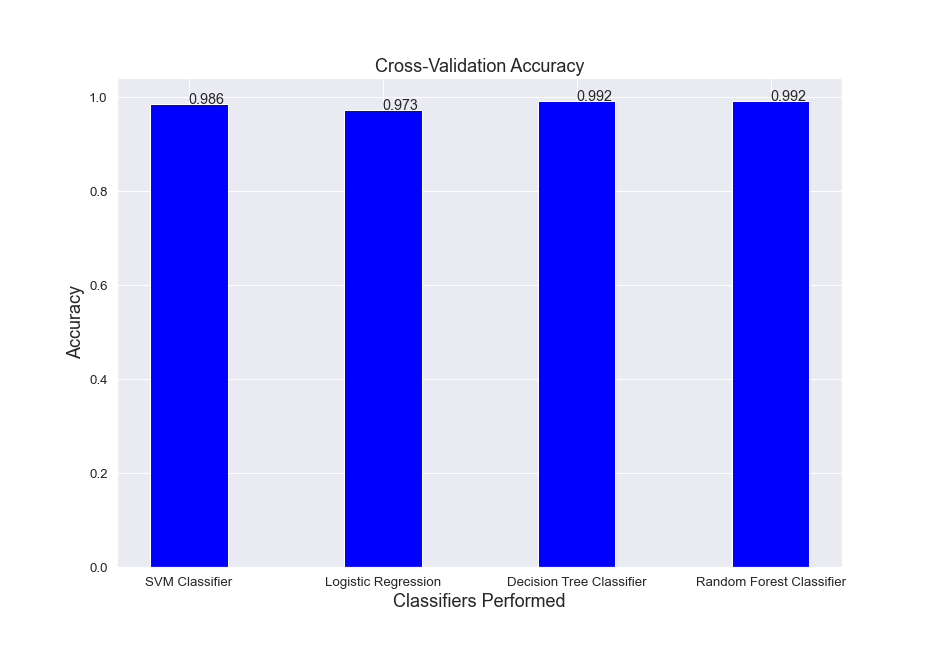 Cross-Validation Accuracy
1.0
0.8
0.6
0.4
0.2
0.0
Accuracy
0.986
0.973
0.992
0.992
SVM Classifier
Logistic Regression
Decision Tree Classifier
Random Forest Classifier
Classifiers Performed